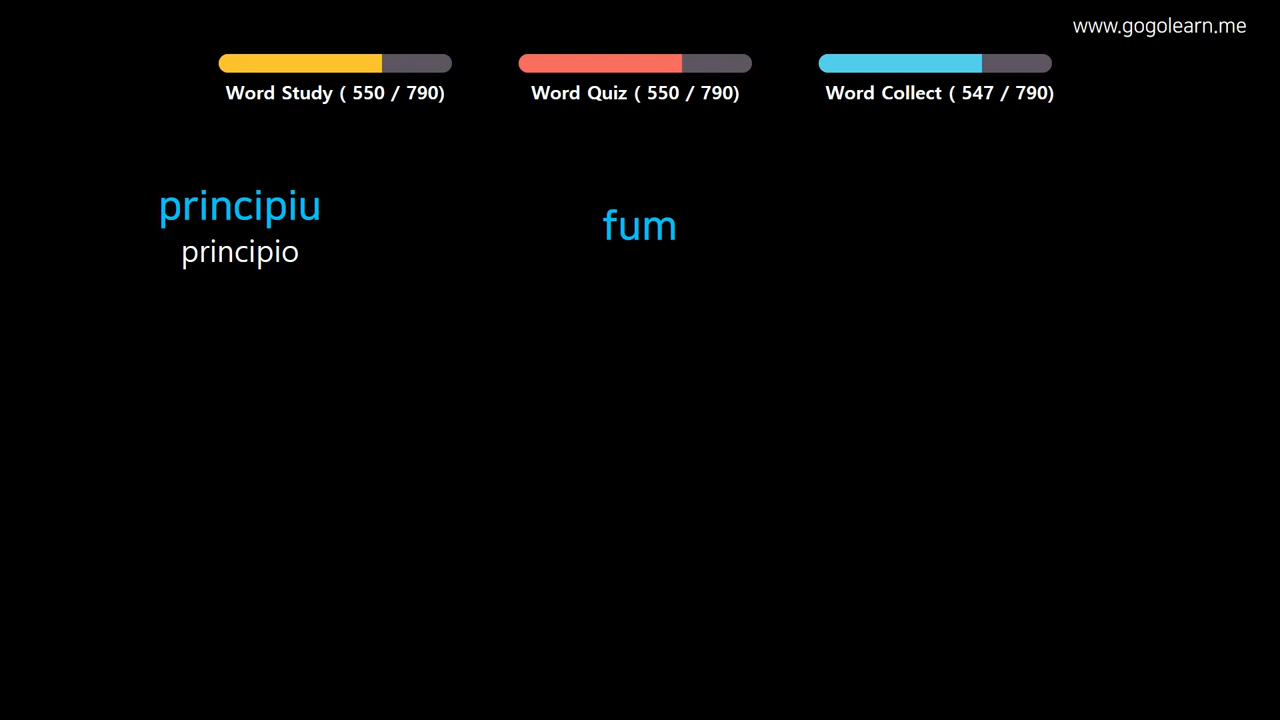 www.gogolearn.me
Word Study ( 550 / 790)
Word Quiz ( 550 / 790)
Word Collect ( 547 / 790)
principiu
principio
fum